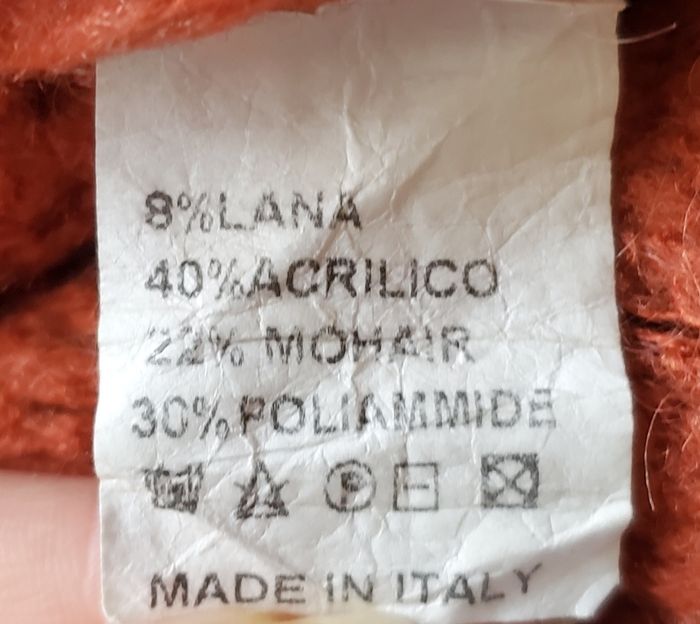 8%LANA
40%ACRILICO
22% MOHAIR
30%POLIAMMIDE
P
MADE IN ITALY